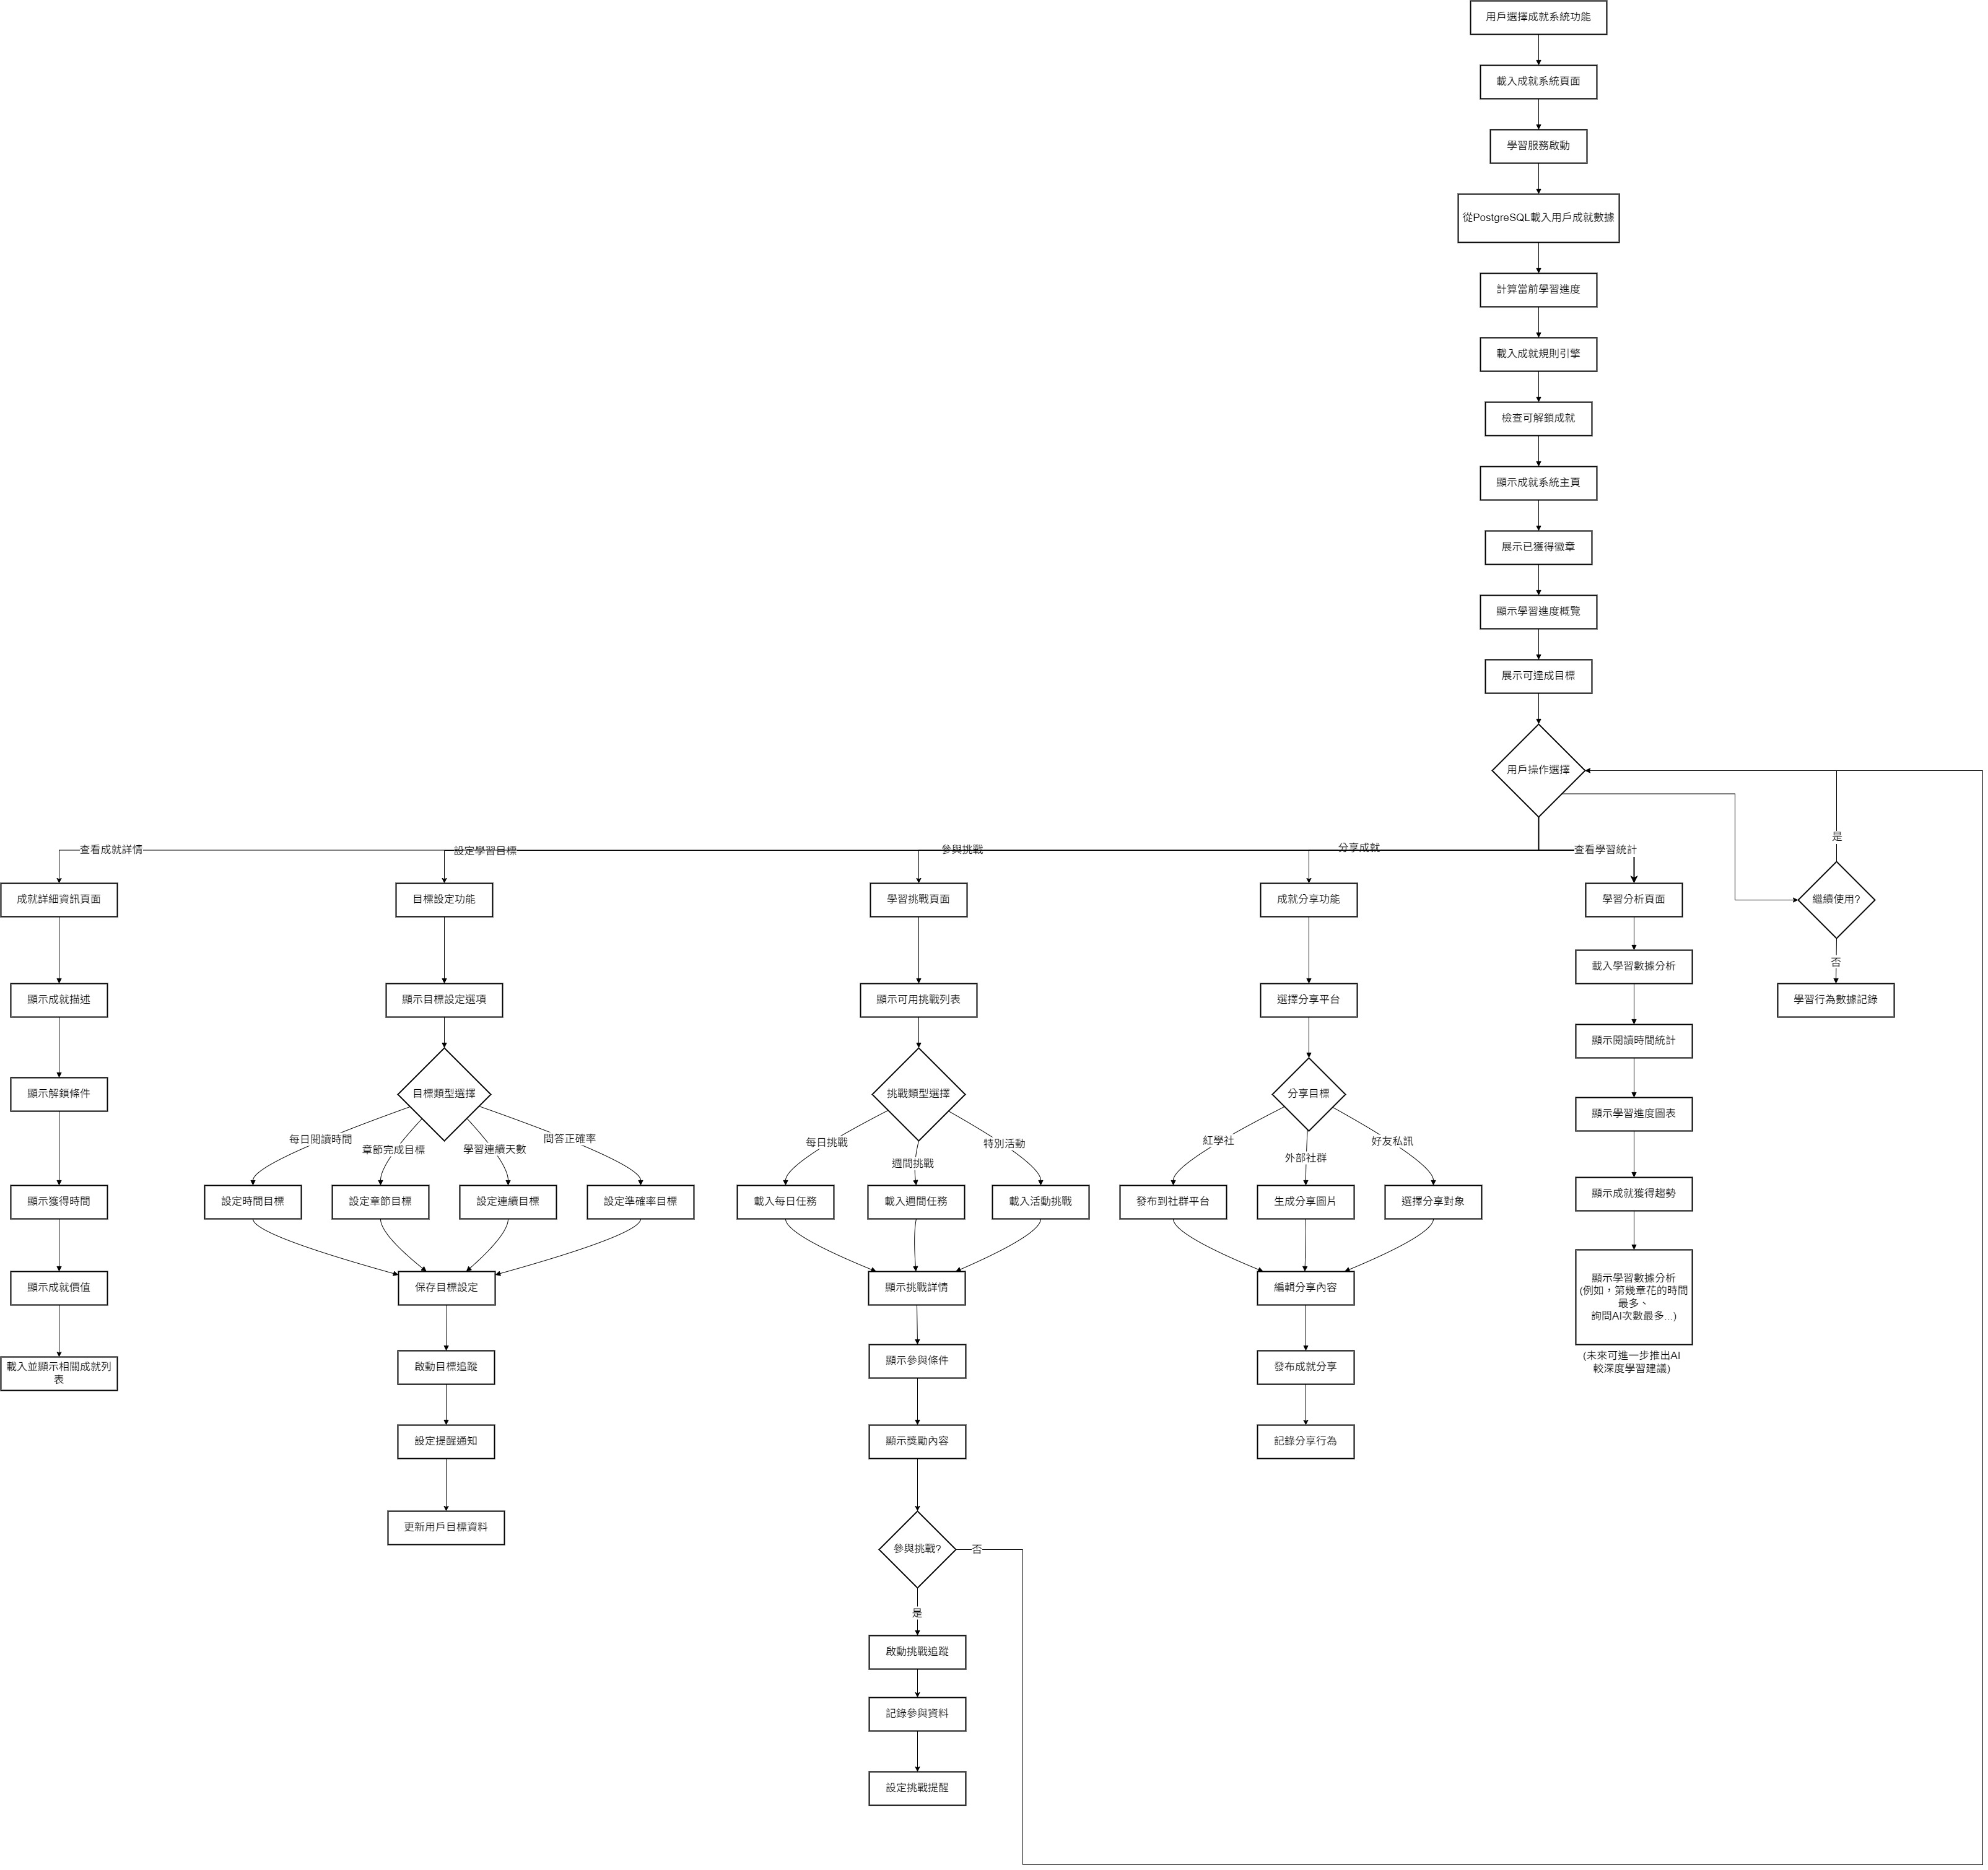 用戶選擇成就系統功能
載入成就系統頁面
學習服務啟動
從PostgreSQL載入用戶成就數據
計算當前學習進度
載入成就規則引擎
檢查可解鎖成就
顯示成就系統主頁
展示已獲得徽章
顯示學習進度概覽
展示可達成目標
用戶操作選擇
查看成就詳情
設定學習目標
參與挑戰
分享成就
查看學習統計
是
成就詳細資訊頁面
目標設定功能
學習挑戰頁面
成就分享功能
學習分析頁面
繼續使用?
載入學習數據分析
否
顯示成就描述
顯示目標設定選項
顯示可用挑戰列表
選擇分享平台
學習行為數據記錄
顯示閱讀時間統計
顯示解鎖條件
目標類型選擇
挑戰類型選擇
分享目標
顯示學習進度圖表
每日閱讀時間
章節完成目標
學習連續天數
問答正確率
每日挑戰
週間挑戰
特別活動
紅學社
外部社群
好友私訊
顯示獲得時間
設定時間目標
設定章節目標
設定連續目標
設定準確率目標
載入每日任務
載入週間任務
載入活動挑戰
發布到社群平台
生成分享圖片
選擇分享對象
顯示成就獲得趨勢
顯示成就價值
保存目標設定
顯示挑戰詳情
編輯分享內容
顯示學習數據分析
(例如，第幾章花的時間
最多、
詢問AI次數最多...)
(未來可進一步推出AI
較深度學習建議)
載入並顯示相關成就列
表
啟動目標追蹤
顯示參與條件
發布成就分享
設定提醒通知
顯示獎勵內容
記錄分享行為
更新用戶目標資料
參與挑戰?
否
是
啟動挑戰追蹤
記錄參與資料
設定挑戰提醒